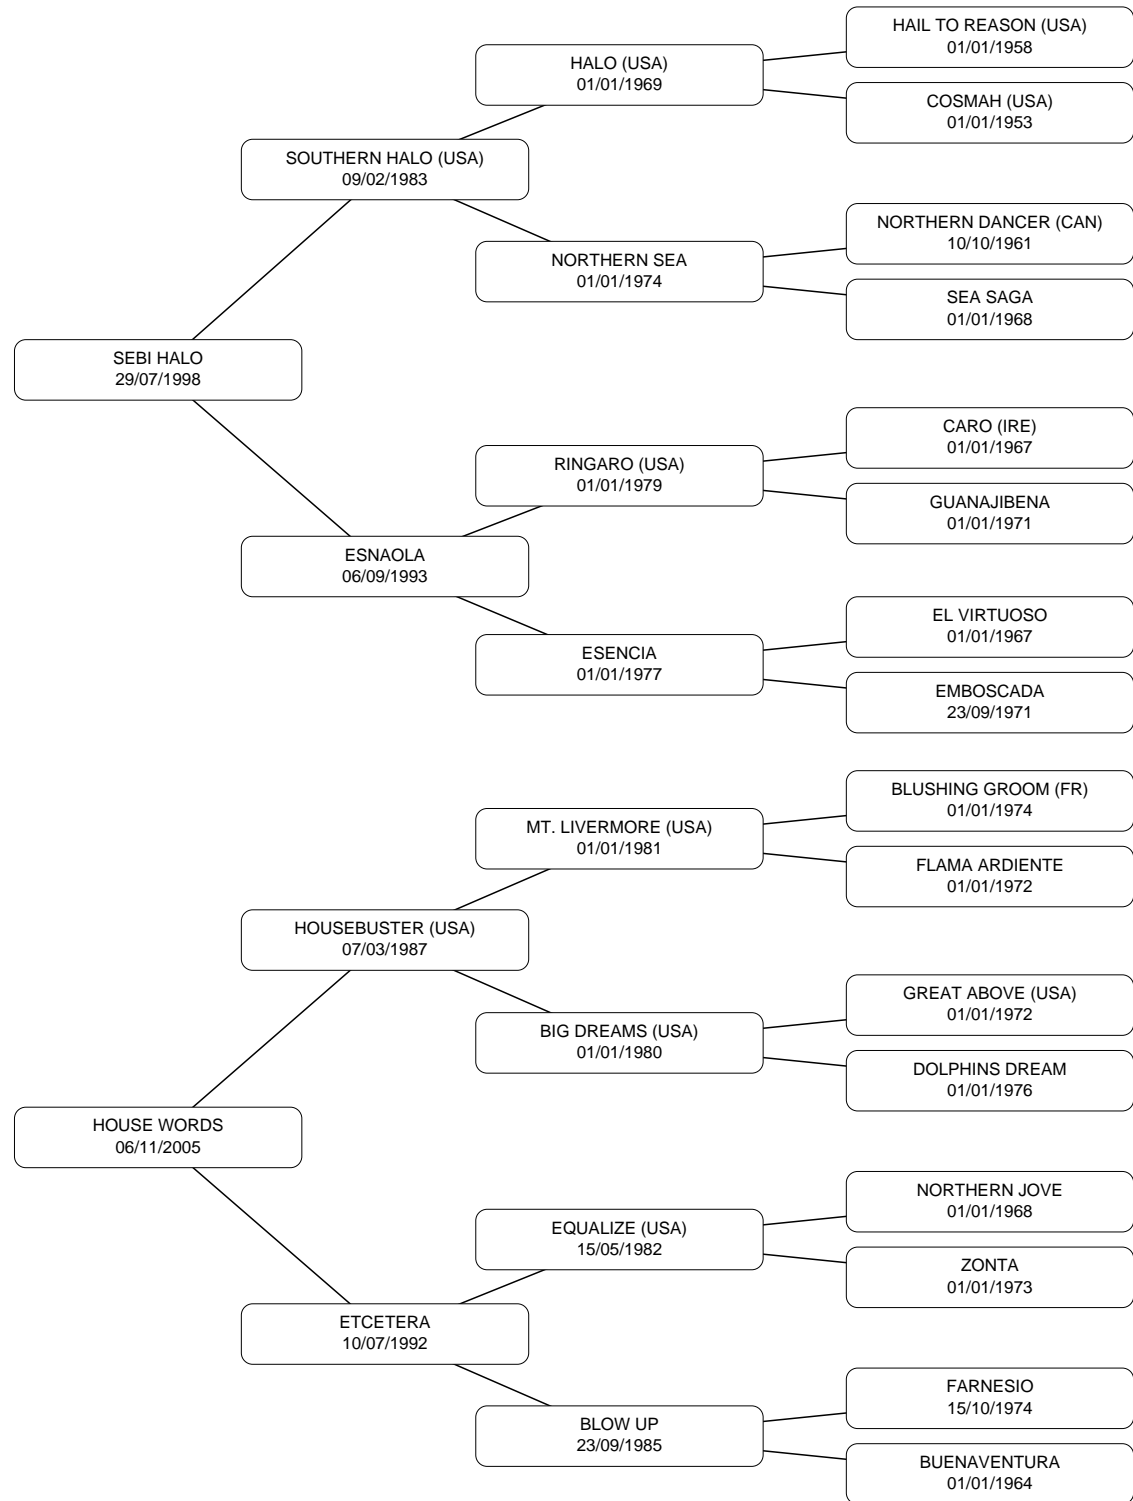 HAIL TO REASON (USA)
01/01/1958
HALO (USA)
01/01/1969
COSMAH (USA)
01/01/1953
SOUTHERN HALO (USA)
09/02/1983
NORTHERN DANCER (CAN)
10/10/1961
NORTHERN SEA
01/01/1974
SEA SAGA
01/01/1968
SEBI HALO
29/07/1998
CARO (IRE)
01/01/1967
RINGARO (USA)
01/01/1979
GUANAJIBENA
01/01/1971
ESNAOLA
06/09/1993
EL VIRTUOSO
01/01/1967
ESENCIA
01/01/1977
EMBOSCADA
23/09/1971
BLUSHING GROOM (FR)
01/01/1974
MT. LIVERMORE (USA)
01/01/1981
FLAMA ARDIENTE
01/01/1972
HOUSEBUSTER (USA)
07/03/1987
GREAT ABOVE (USA)
01/01/1972
BIG DREAMS (USA)
01/01/1980
DOLPHINS DREAM
01/01/1976
HOUSE WORDS
06/11/2005
NORTHERN JOVE
01/01/1968
EQUALIZE (USA)
15/05/1982
ZONTA
01/01/1973
ETCETERA
10/07/1992
FARNESIO
15/10/1974
BLOW UP
23/09/1985
BUENAVENTURA
01/01/1964